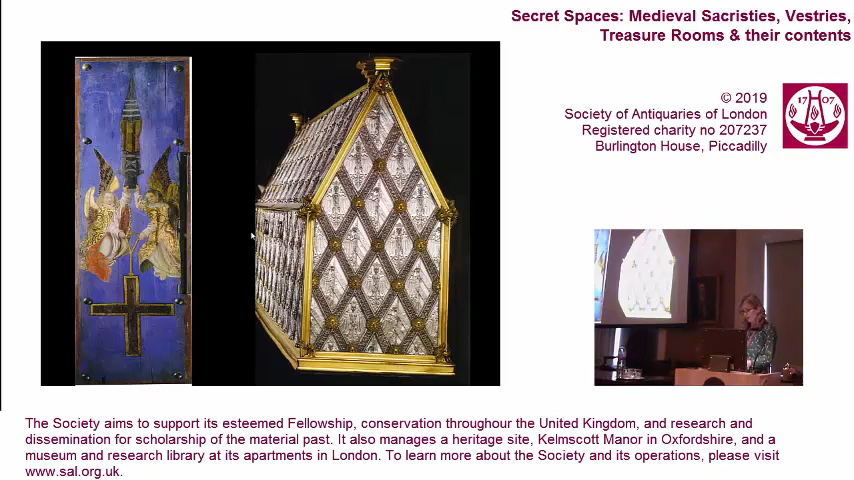 Secret Spaces: Medieval Sacristies, Vestries,
Treasure Rooms & their contents
© 2019
Society of Antiquaries of London
Registered charity no 207237
Burlington House, Piccadilly
17 07
The Society aims to support its esteemed Fellowship, conservation throughour the United Kingdom, and research and
dissemination for scholarship of the material past. It also manages a heritage site, Kelmscott Manor in Oxfordshire, and a
museum and research library at its apartments in London. To learn more about the Society and its operations, please visit
www.sal.org.uk.